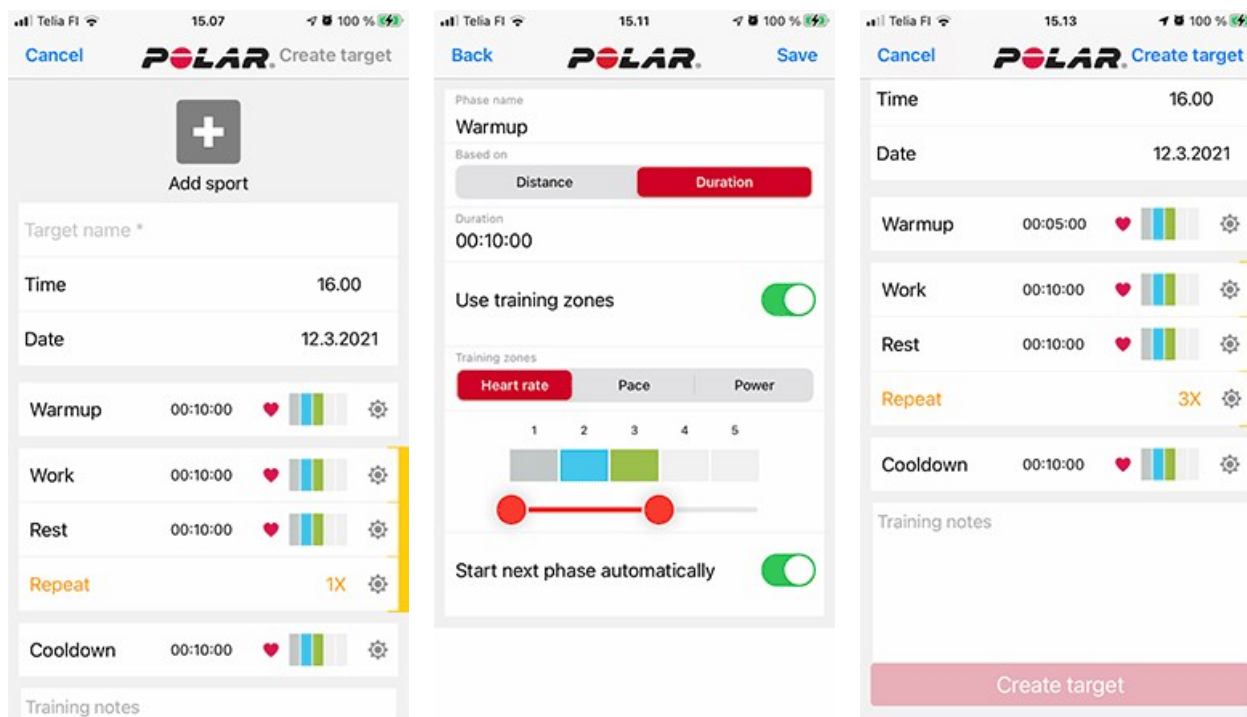 Telia FI 15.07 100 %
Cancel POLAR. Create target
Add sport
Target name *
Time 16.00
Date 12.3.2021
Warmup 00:10:00
Work 00:10:00
Rest 00:10:00
Repeat 1X
Cooldown 00:10:00
Training notes
Telia FI 15.11 100 %
Back POLAR. Save
Phase name
Warmup
Based on
Distance Duration
Duration
00:10:00
Use training zones
Training zones
Heart rate Pace Power
1 2 3 4 5
Start next phase automatically
Telia FI 15.13 100 %
Cancel POLAR. Create target
Time 16.00
Date 12.3.2021
Warmup 00:05:00
Work 00:10:00
Rest 00:10:00
Repeat 3X
Cooldown 00:10:00
Training notes
Create target